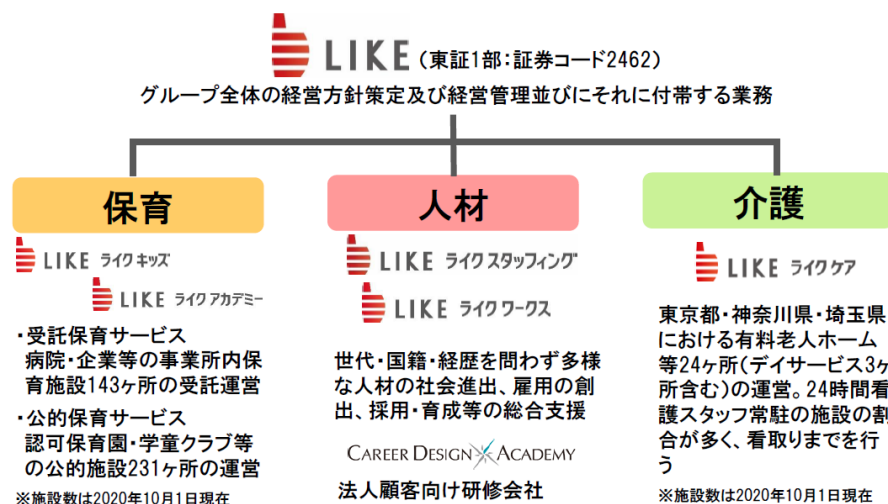 LIKE (東証1部:証券コード2462)
グループ全体の経営方針策定及び経営管理並びにそれに付帯する業務
保育
LIKE ライクキッズ
LIKE ライクアカデミー
・受託保育サービス
病院・企業等の事業所内保
育施設143ヶ所の受託運営
・公的保育サービス
認可保育園・学童クラブ等
の公的施設231ヶ所の運営
※施設数は2020年10月1日現在
人材
LIKE ライクスタッフィング
LIKE ライクワークス
世代・国籍・経歴を問わず多様
な人材の社会進出、雇用の創
出、採用・育成等の総合支援
CAREER DESIGN ACADEMY
法人顧客向け研修会社
介護
LIKE ライクケア
東京都・神奈川県・埼玉県
における有料老人ホーム
等24ヶ所(デイサービス3ヶ
所含む)の運営。24時間看
護スタッフ常駐の施設の割
合が多く、看取りまでを行
う
※施設数は2020年10月1日現在